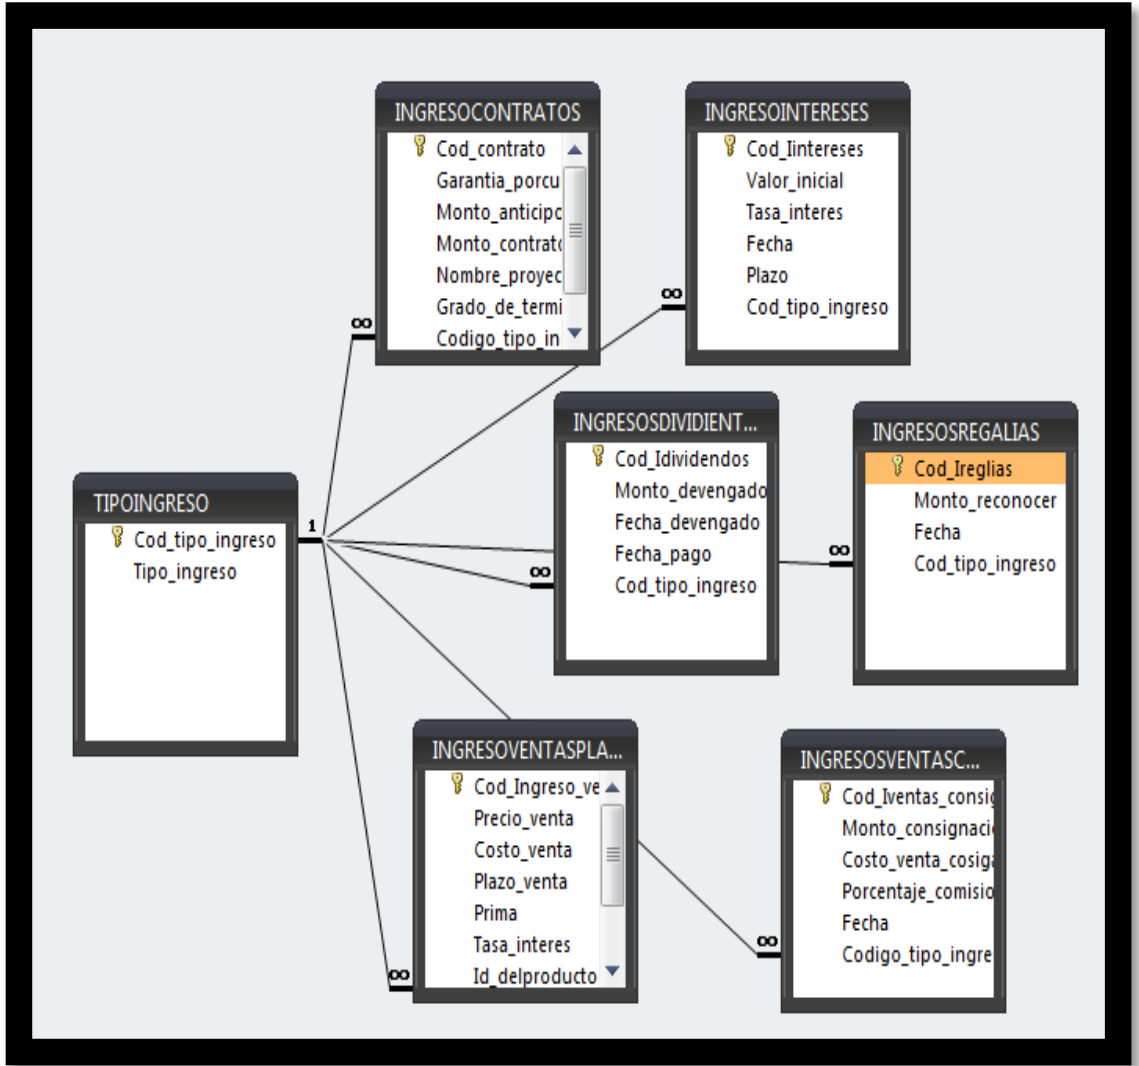 INGRESOCONTRATOS
Cod_contrato
Garantia_porcu
Monto_anticipo
Monto_contrato
Nombre_proyec
Grado_de_termi
Codigo_tipo_in
INGRESOINTERESES
Cod_Iintereses
Valor_inicial
Tasa_interes
Fecha
Plazo
Cod_tipo_ingreso
∞
∞
INGRESOSDIVIDIENT...
Cod_Idividendos
Monto_devengado
Fecha_devengado
Fecha_pago
Cod_tipo_ingreso
INGRESOSREGALIAS
Cod_Ireglias
Monto_reconocer
Fecha
Cod_tipo_ingreso
∞
∞
TIPOINGRESO
Cod_tipo_ingreso
Tipo_ingreso
1
INGRESOVENTASPLA...
Cod_Ingreso_ve
Precio_venta
Costo_venta
Plazo_venta
Prima
Tasa_interes
Id_delproducto
∞
INGRESOSVENTASC...
Cod_Iventas_consig
Monto_consignaci
Costo_venta_cosiga
Porcentaje_comisio
Fecha
Codigo_tipo_ingre
∞